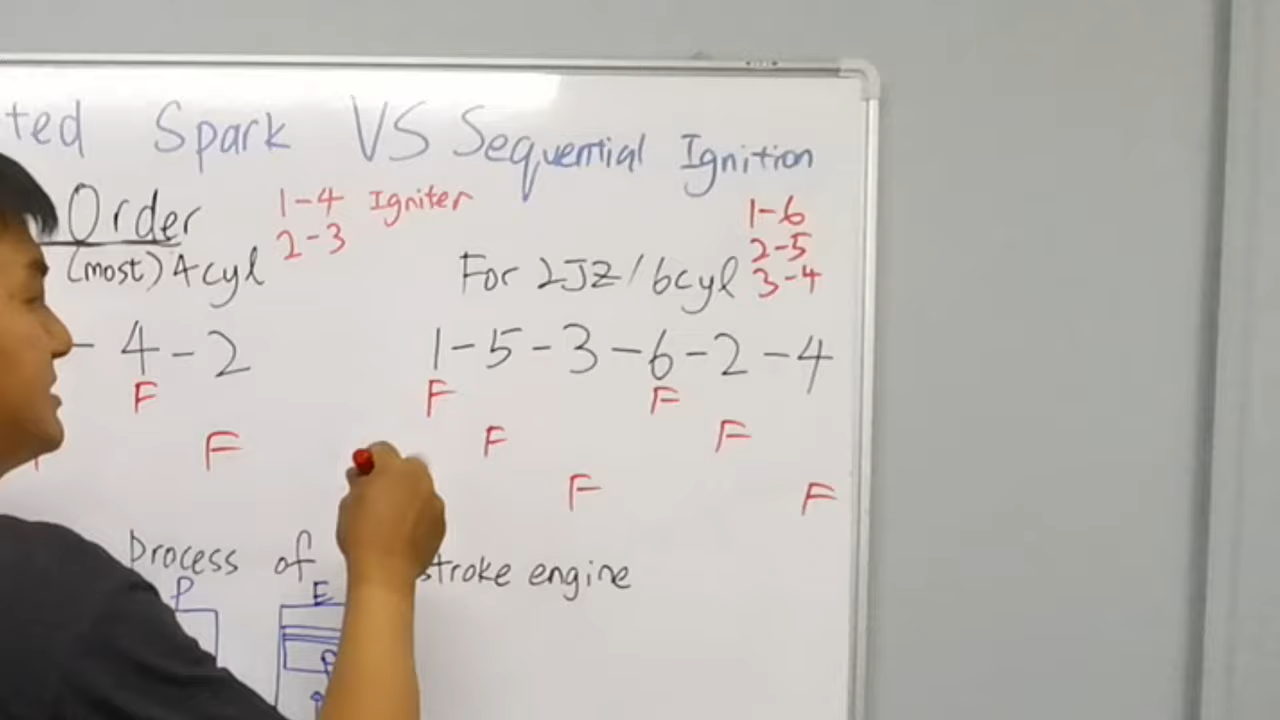 ted Spark VS Sequential Ignition
Order
1-4 Igniter
2-3
(most) 4cyl
1-6
2-5
3-4
For 2JZ/6cyl
- 4 - 2
1-5-3-6-2-4
F
F
F F
F F
F F
Process of stroke engine
P
E